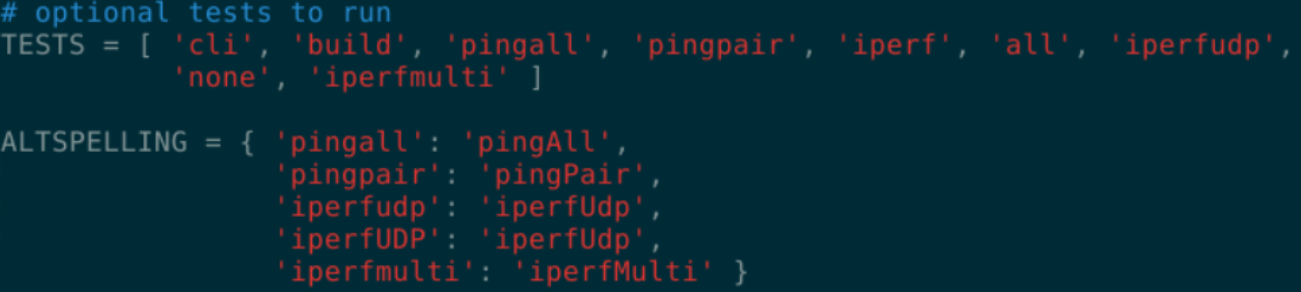 # optional tests to run
TESTS = [ 'cli', 'build', 'pingall', 'pingpair', 'iperf', 'all', 'iperfudp',
          'none', 'iperfmulti' ]

ALTSPELLING = { 'pingall': 'pingAll',
                'pingpair': 'pingPair',
                'iperfudp': 'iperfUdp',
                'iperfUDP': 'iperfUdp',
                'iperfmulti': 'iperfMulti' }